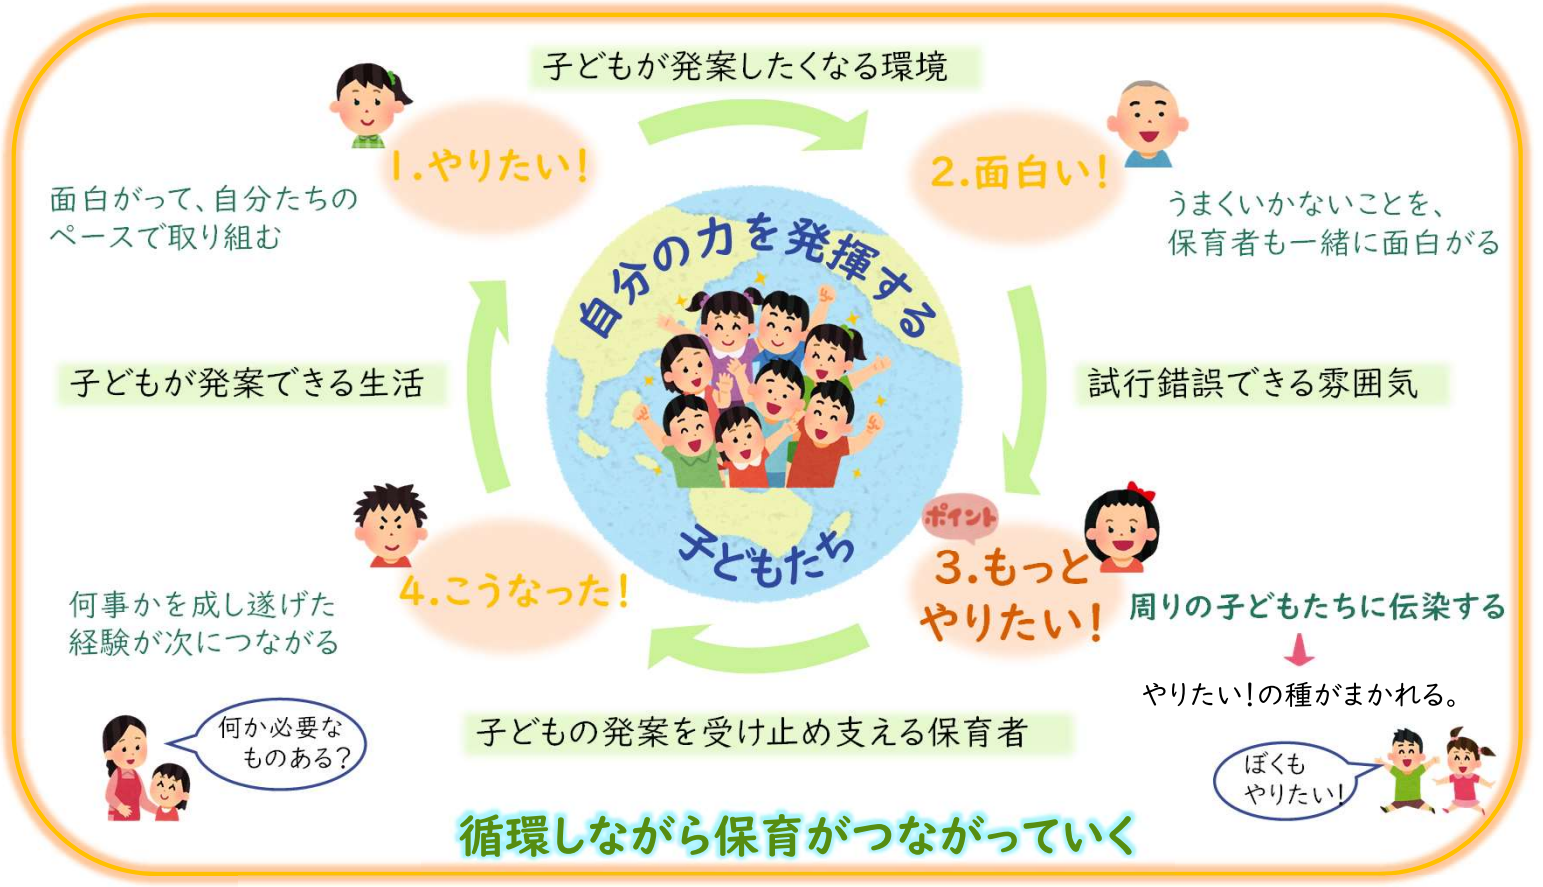 子どもが発案したくなる環境
1.やりたい!
面白がって、自分たちの
ペースで取り組む
2.面白い!
うまくいかないことを、
保育者も一緒に面白がる
自分の力を発揮する
子どもたち
子どもが発案できる生活
試行錯誤できる雰囲気
ポイント
3.もっと
やりたい!
周りの子どもたちに伝染する
やりたい!の種がまかれる。
ぼくも
やりたい!
4.こうなった!
何事かを成し遂げた
経験が次につながる
何か必要な
ものある?
子どもの発案を受け止め支える保育者
循環しながら保育がつながっていく